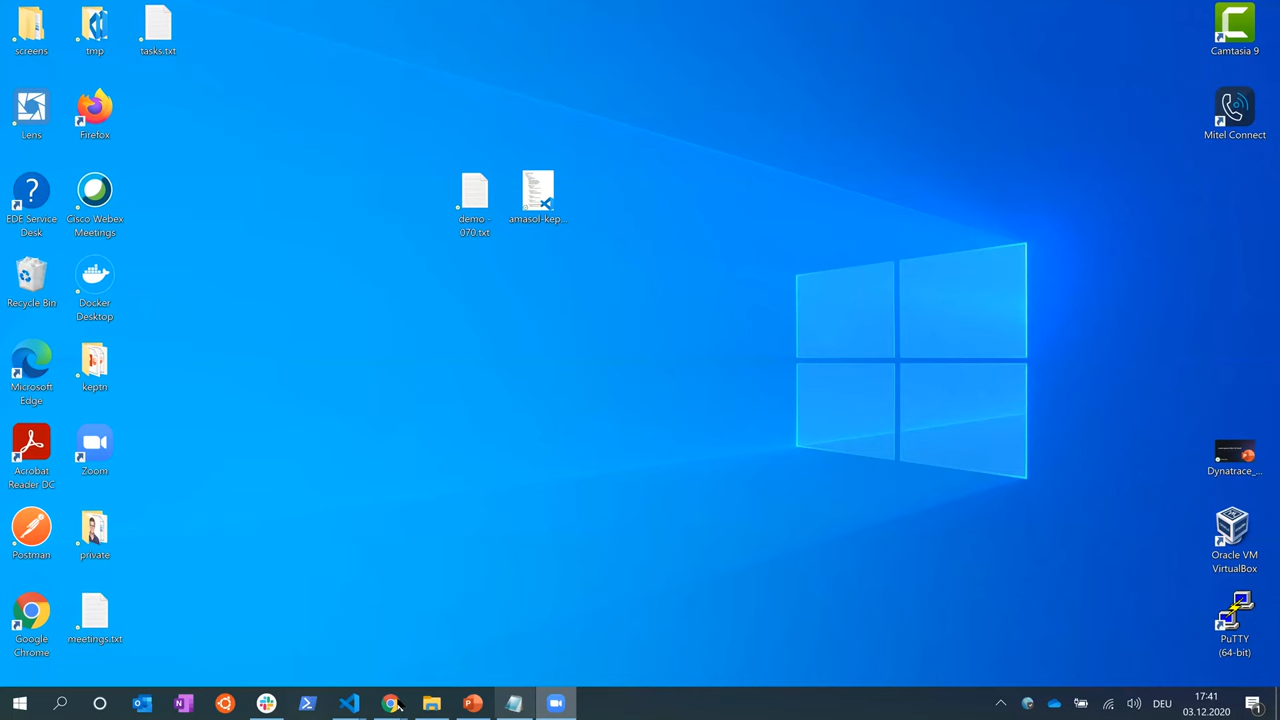 screens
tmp
tasks.txt
Camtasia 9
Lens
Firefox
Mitel Connect
EDE Service
Desk
Cisco Webex
Meetings
demo -
070.txt
amasol-kep...
Recycle Bin
Docker
Desktop
Microsoft
Edge
keptn
Acrobat
Reader DC
Zoom
Dynatrace_...
Postman
private
Oracle VM
VirtualBox
Google
Chrome
meetings.txt
PuTTY
(64-bit)
DEU
17:41
03.12.2020
1